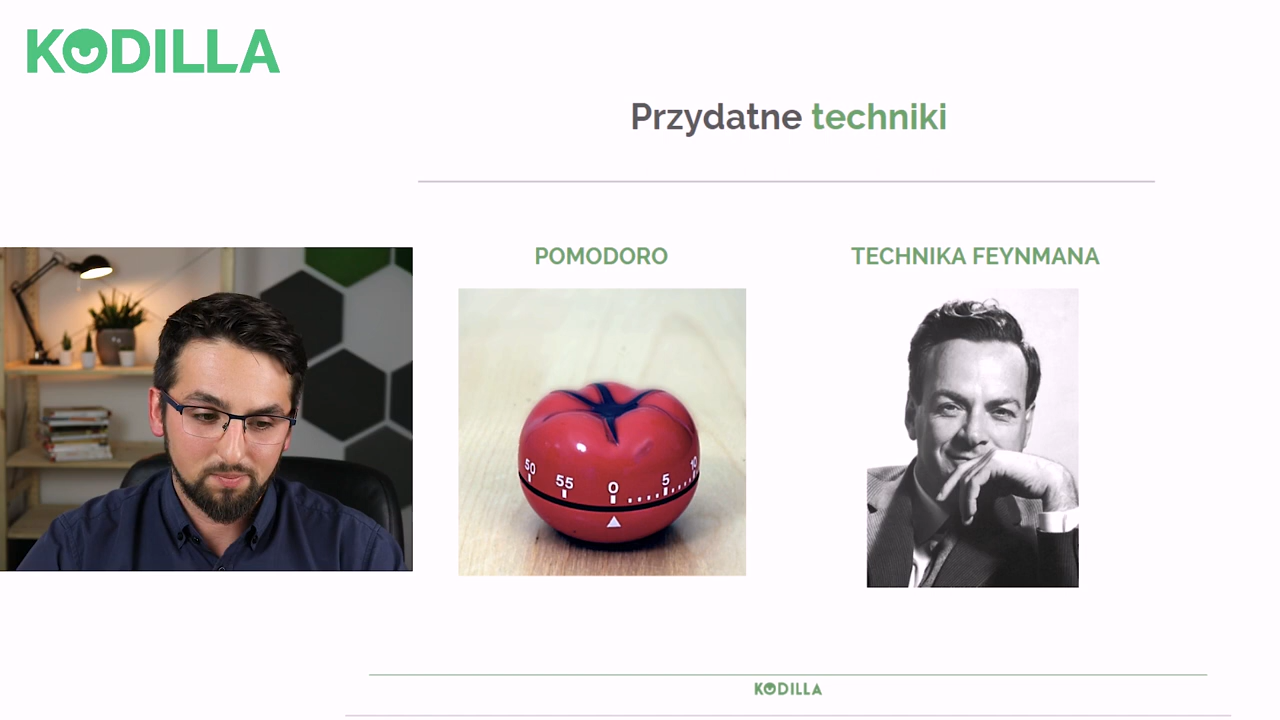 KODILLA
Przydatne techniki
POMODORO
TECHNIKA FEYNMANA
50 55 0 5 10
KODILLA